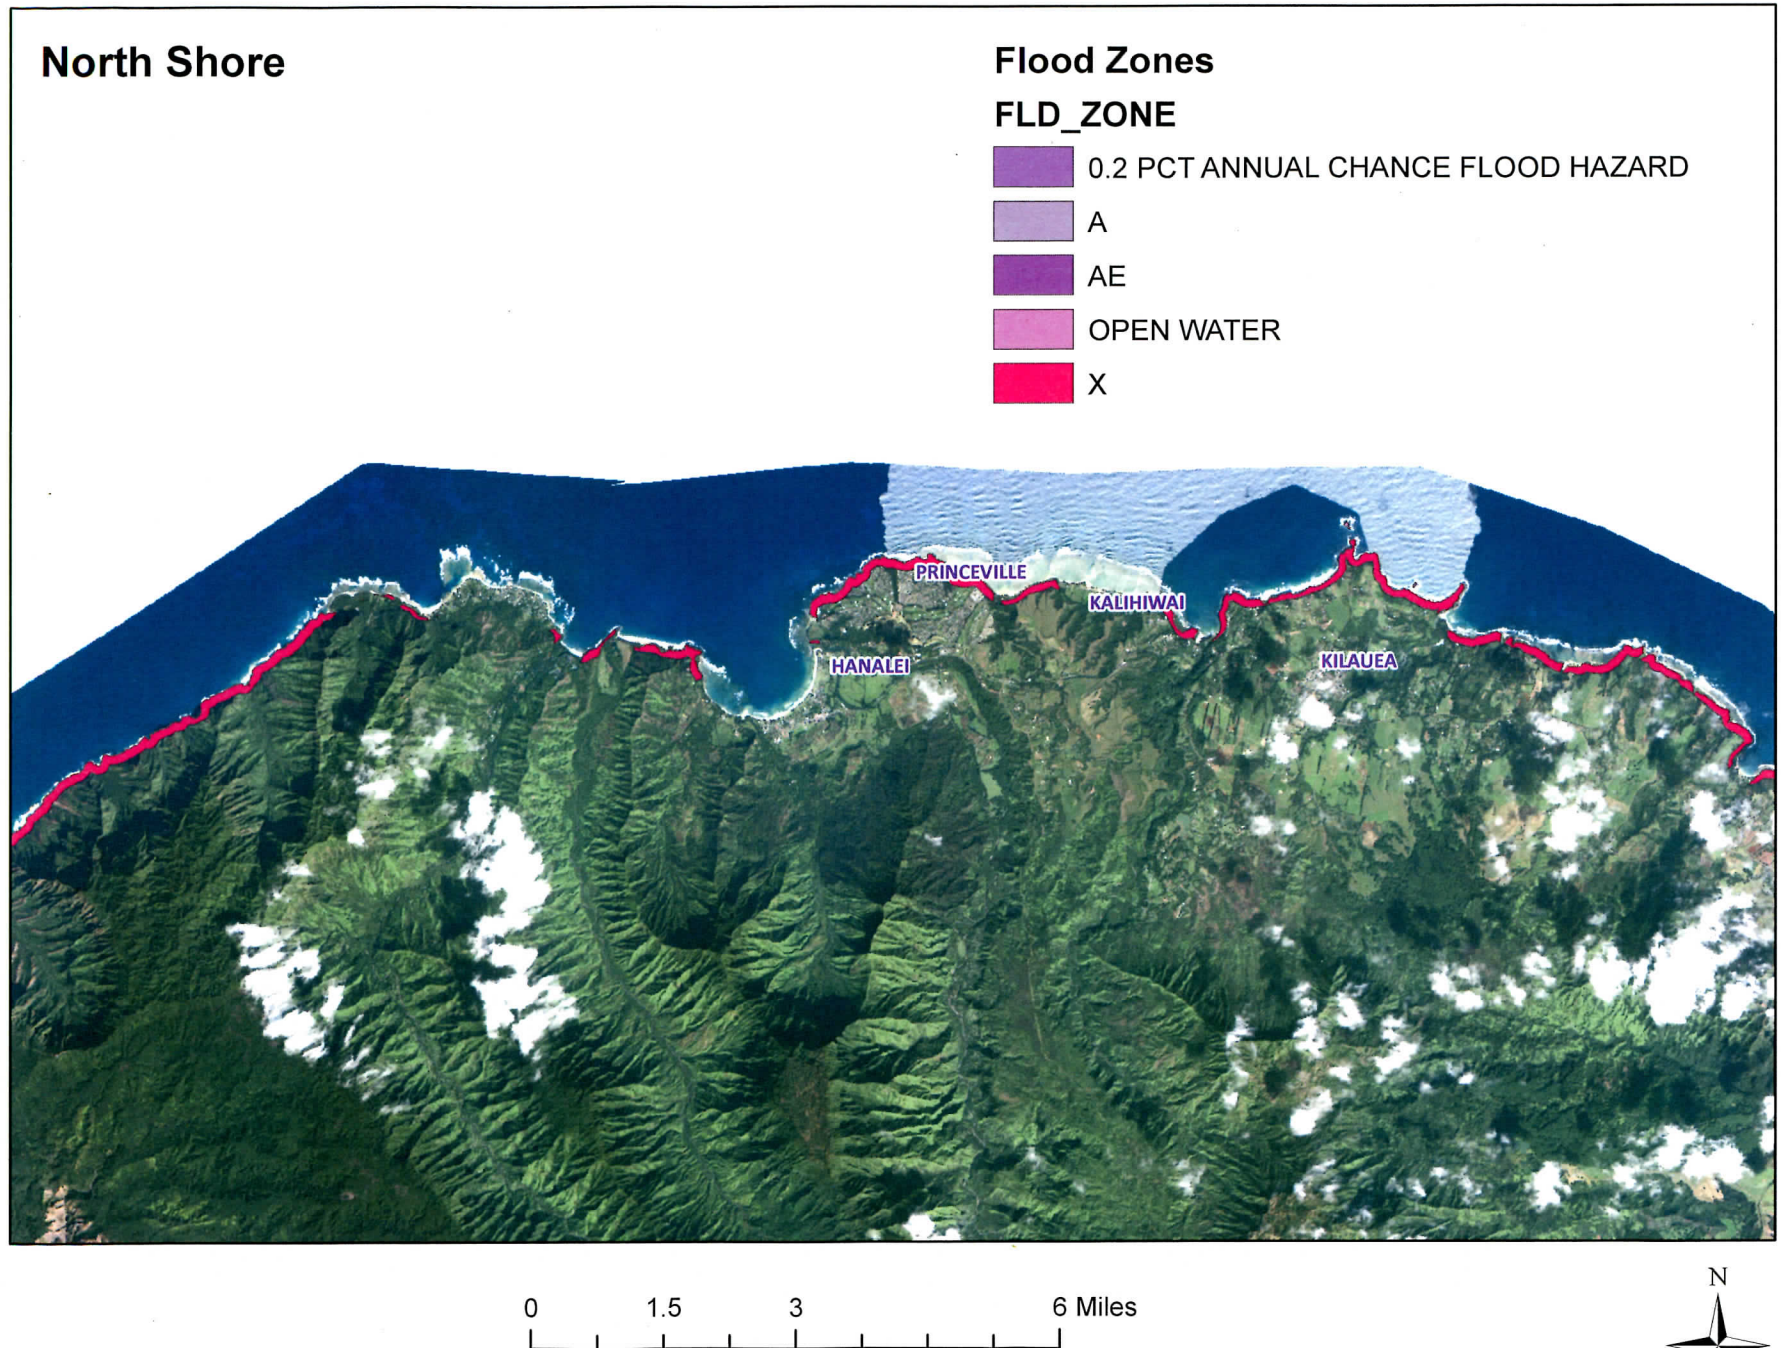 North Shore
Flood Zones
FLD_ZONE
0.2 PCT ANNUAL CHANCE FLOOD HAZARD
A
AE
OPEN WATER
X
PRINCEVILLE
KALIHIWAI
HANALEI
KILAUEA
N
0 1.5 3 6 Miles